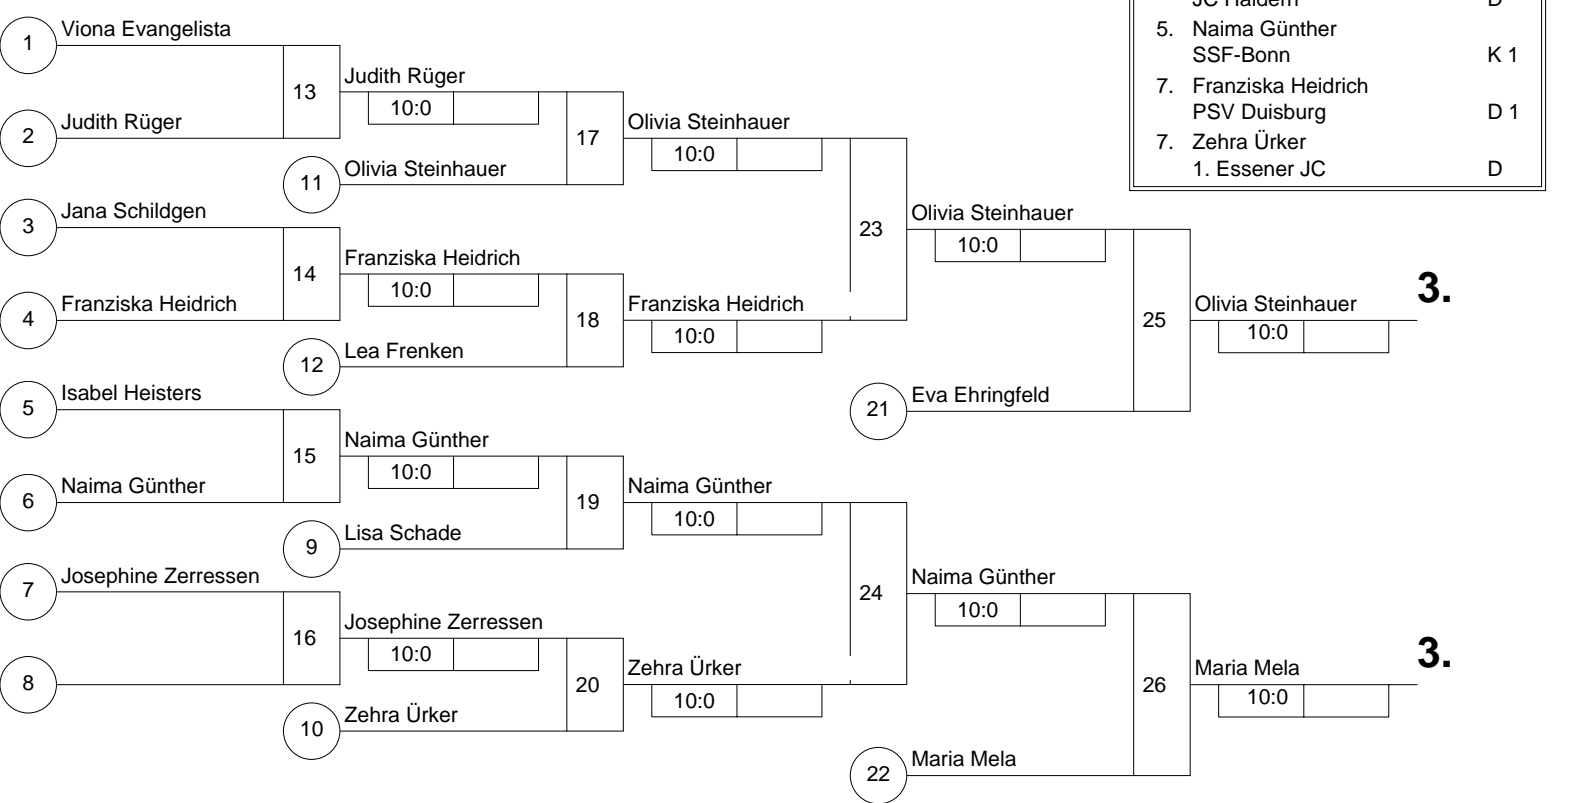 JC Haldern D
5. Naima Günther
SSF-Bonn K 1
7. Franziska Heidrich
PSV Duisburg D 1
7. Zehra Ürker
1. Essener JC D
1 Viona Evangelista
13
Judith Rüger
10:0
2 Judith Rüger
17
Olivia Steinhauer
10:0
11 Olivia Steinhauer
3 Jana Schildgen
23
Olivia Steinhauer
10:0
14
Franziska Heidrich
10:0
4 Franziska Heidrich
18
Franziska Heidrich
10:0
25
Olivia Steinhauer
10:0
3.
12 Lea Frenken
5 Isabel Heisters
21 Eva Ehringfeld
15
Naima Günther
10:0
6 Naima Günther
19
Naima Günther
10:0
9 Lisa Schade
7 Josephine Zerressen
24
Naima Günther
10:0
16
Josephine Zerressen
10:0
8
20
Zehra Ürker
10:0
26
Maria Mela
10:0
3.
10 Zehra Ürker
22 Maria Mela